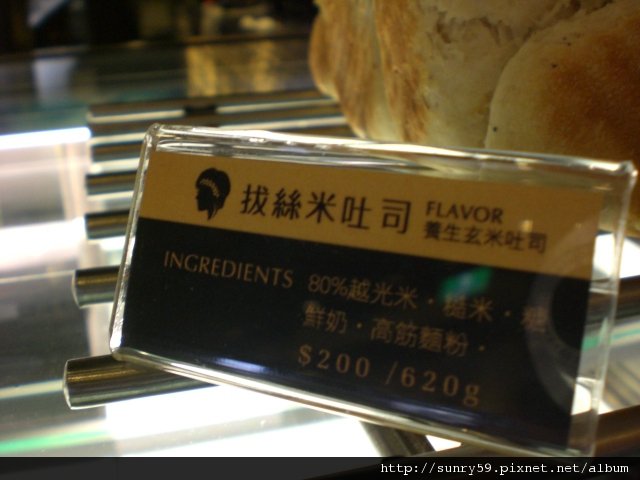 拔絲米吐司 FLAVOR
養生玄米吐司
INGREDIENTS 80%越光米・糙米・糖
鮮奶・高筋麵粉・
$200 /620g
http://sunry59.pixnet.net/album